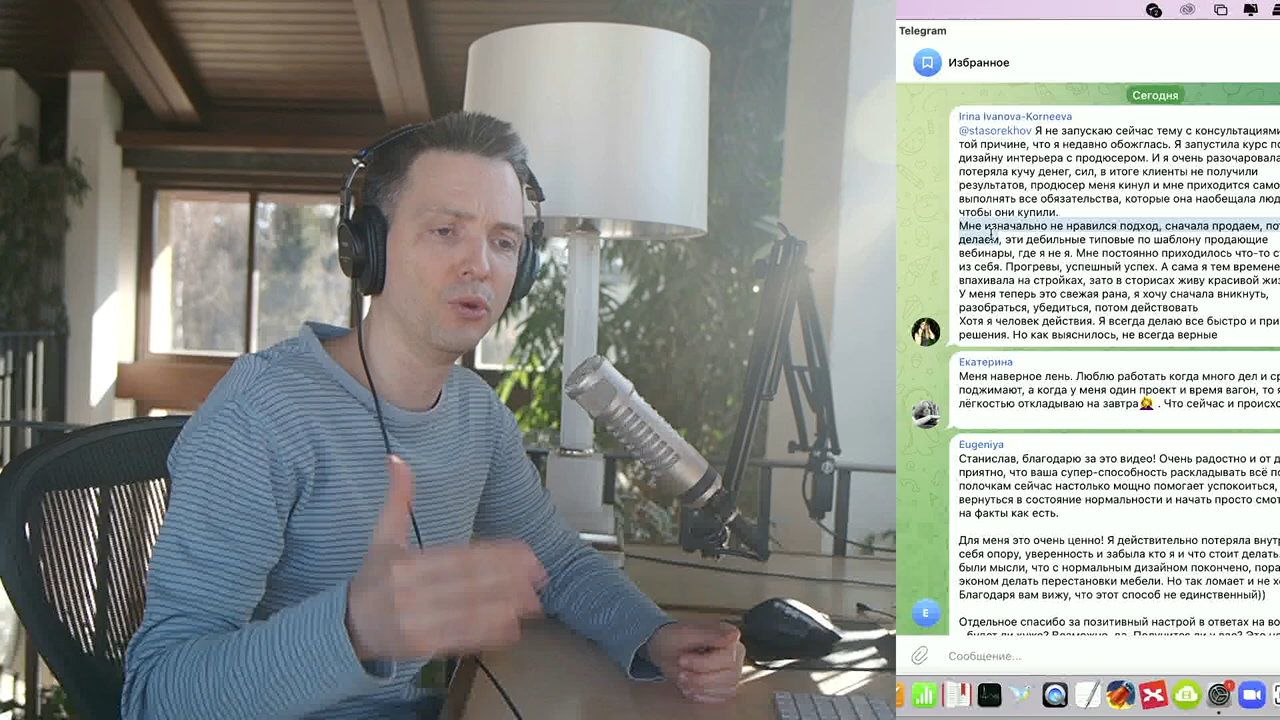 Telegram
Избранное
Сегодня
Irina Ivanova-Korneeva
@stasorekhov Я не запускаю сейчас тему с консультациями
той причине, что я недавно обожглась. Я запустила курс по
дизайну интерьера с продюсером. И я очень разочаровала
потеряла кучу денег, сил, в итоге клиенты не получили
результатов, продюсер меня кинул и мне приходится само
выполнять все обязательства, которые она наобещала люд
чтобы они купили.
Мне изначально не нравился подход, сначала продаем, по
делаем, эти дебильные типовые по шаблону продающие
вебинары, где я не я. Мне постоянно приходилось что-то с
из себя. Прогревы, успешный успех. А сама я тем времене
впахивала на стройках, зато в сторисах живу красивой жи
У меня теперь это свежая рана, я хочу сначала вникнуть,
разобраться, убедиться, потом действовать
Хотя я человек действия. Я всегда делаю все быстро и при
решения. Но как выяснилось, не всегда верные
Екатерина
Меня наверное лень. Люблю работать когда много дел и ср
поджимают, а когда у меня один проект и время вагон, то я
лёгкостью откладываю на завтра🤦‍♀️ . Что сейчас и происхо
Eugeniya
Станислав, благодарю за это видео! Очень радостно и от д
приятно, что ваша супер-способность раскладывать всё по
полочкам сейчас настолько мощно помогает успокоиться,
вернуться в состояние нормальности и начать просто смот
на факты как есть.
Для меня это очень ценно! Я действительно потеряла внут
себя опору, уверенность и забыла кто я и что стоит делать
были мысли, что с нормальным дизайном покончено, пора
эконом делать перестановки мебели. Но так ломает и не х
Благодаря вам вижу, что этот способ не единственный))
E
Отдельное спасибо за позитивный настрой в ответах на во
Сообщение...